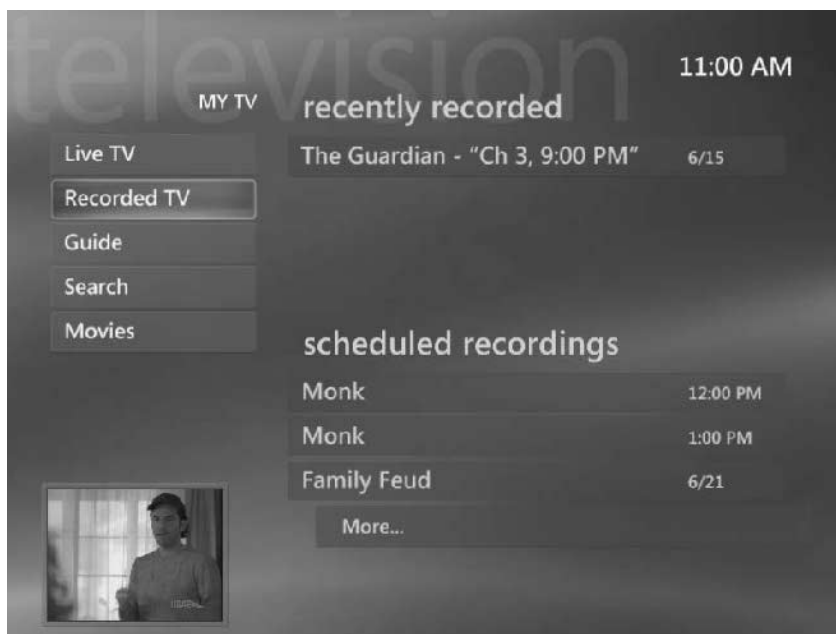 television
11:00 AM
MY TV
Live TV
Recorded TV
Guide
Search
Movies
recently recorded
The Guardian - “Ch 3, 9:00 PM” 6/15
scheduled recordings
Monk 12:00 PM
Monk 1:00 PM
Family Feud 6/21
More...